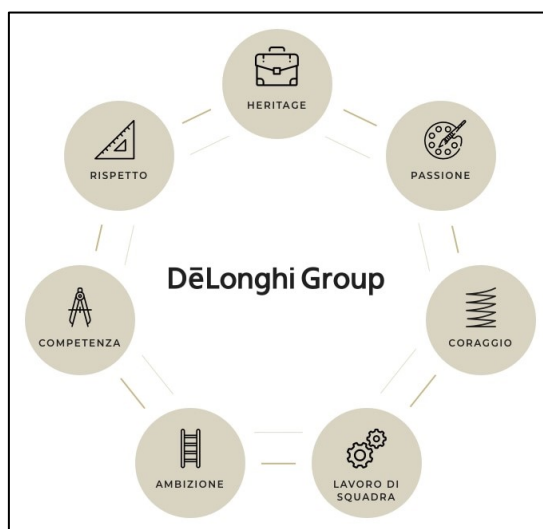 HERITAGE
PASSIONE
CORAGGIO
LAVORO DI
SQUADRA
AMBIZIONE
COMPETENZA
RISPETTO
DēLonghi Group